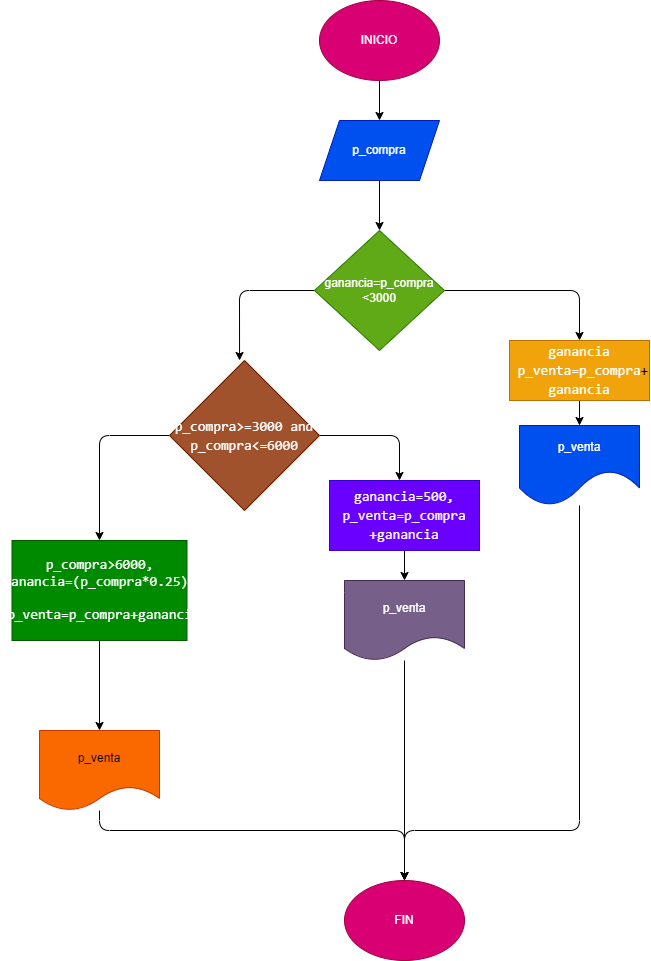 INICIO
p_compra
ganancia=p_compra
<3000
ganancia
p_venta=p_compra+
ganancia
p_compra>=3000 and
p_compra<=6000
p_venta
ganancia=500,
p_venta=p_compra
+ganancia
p_compra>6000,
anancia=(p_compra*0.25)
p_venta=p_compra+gananci
p_venta
p_venta
FIN